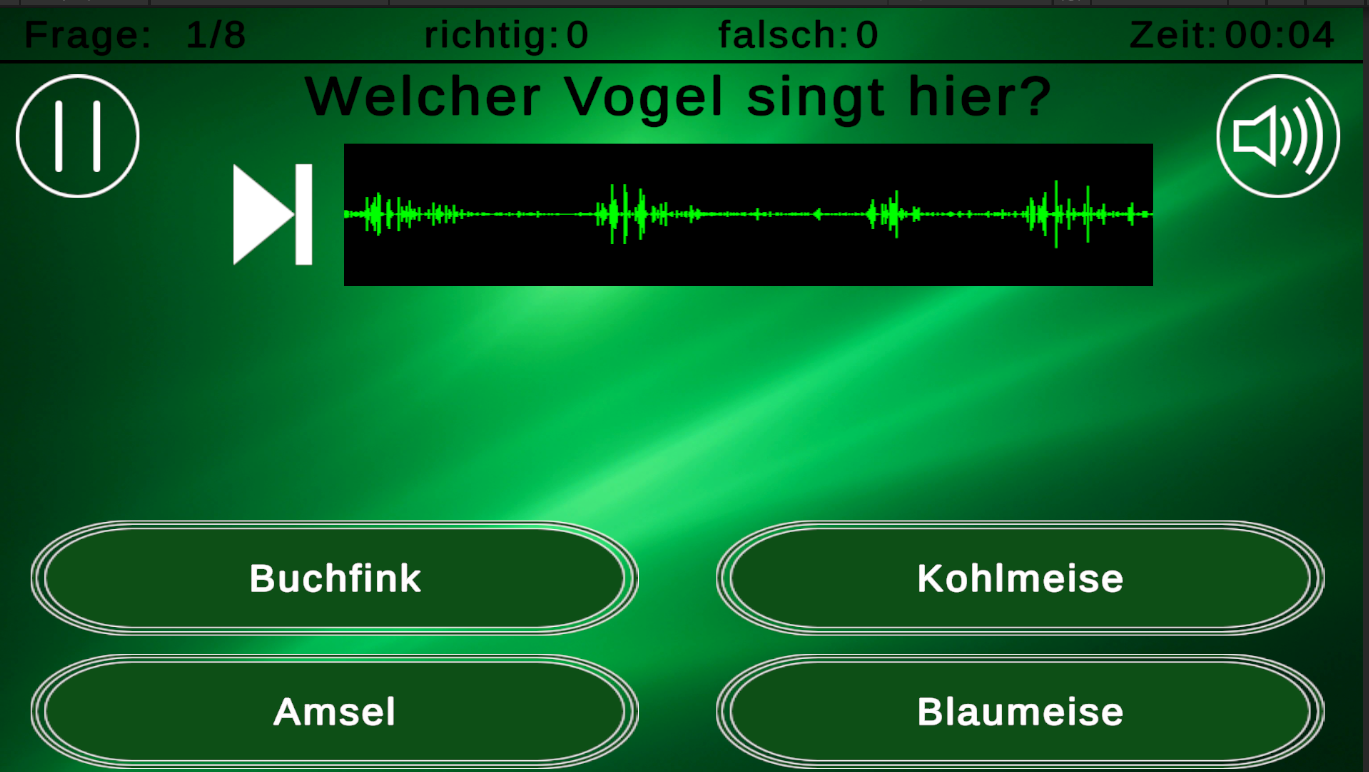 Frage: 1/8 richtig: 0 falsch: 0 Zeit: 00:04
Welcher Vogel singt hier?
Buchfink Kohlmeise
Amsel Blaumeise